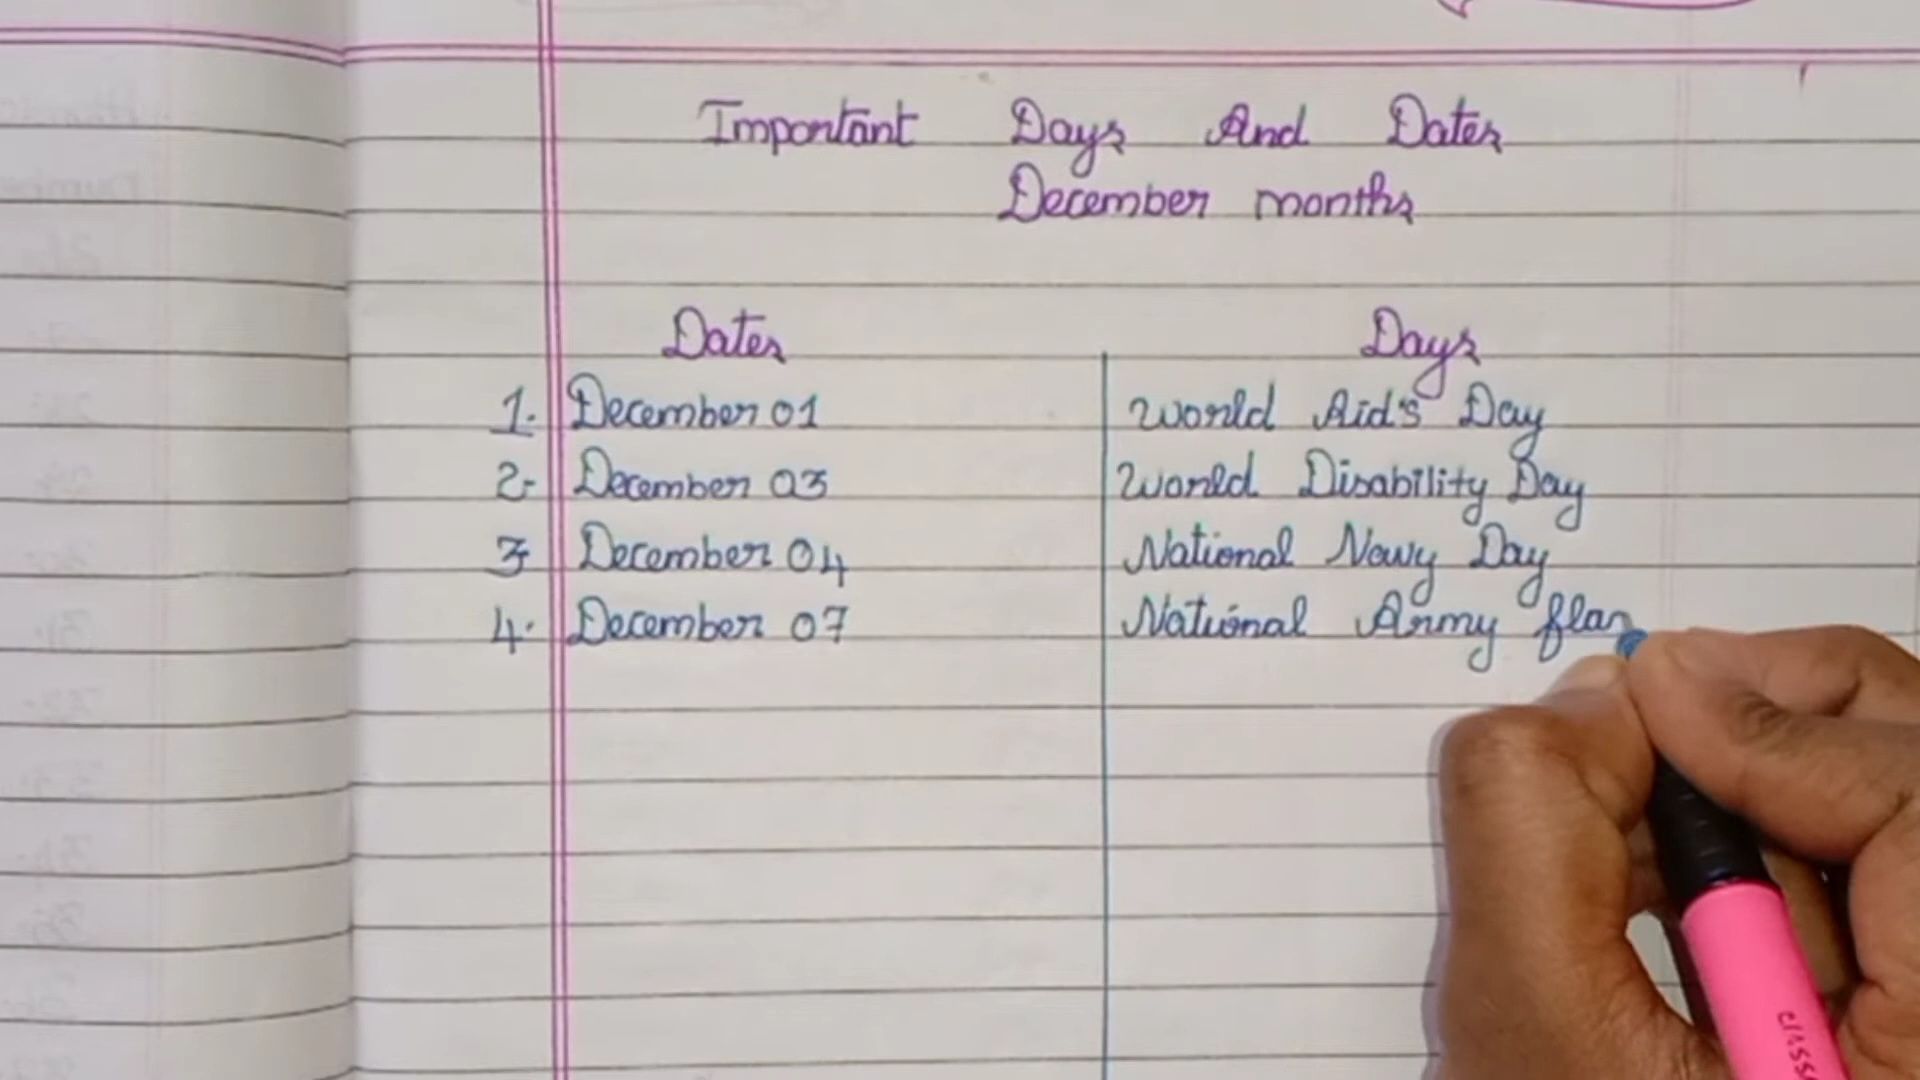 Important Days And Dates
December months
Dates Days
1. December 01 World Aid's Day
2. December 03 World Disability Day
3 December 04 National Navy Day
4. December 07 National Army
classs